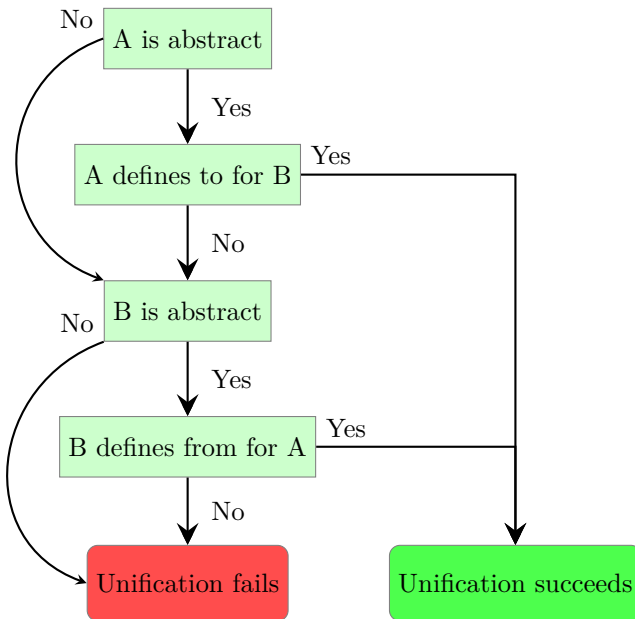 No
A is abstract
Yes
A defines to for B
Yes
No
B is abstract
No
Yes
B defines from for A
Yes
No
Unification fails
Unification succeeds